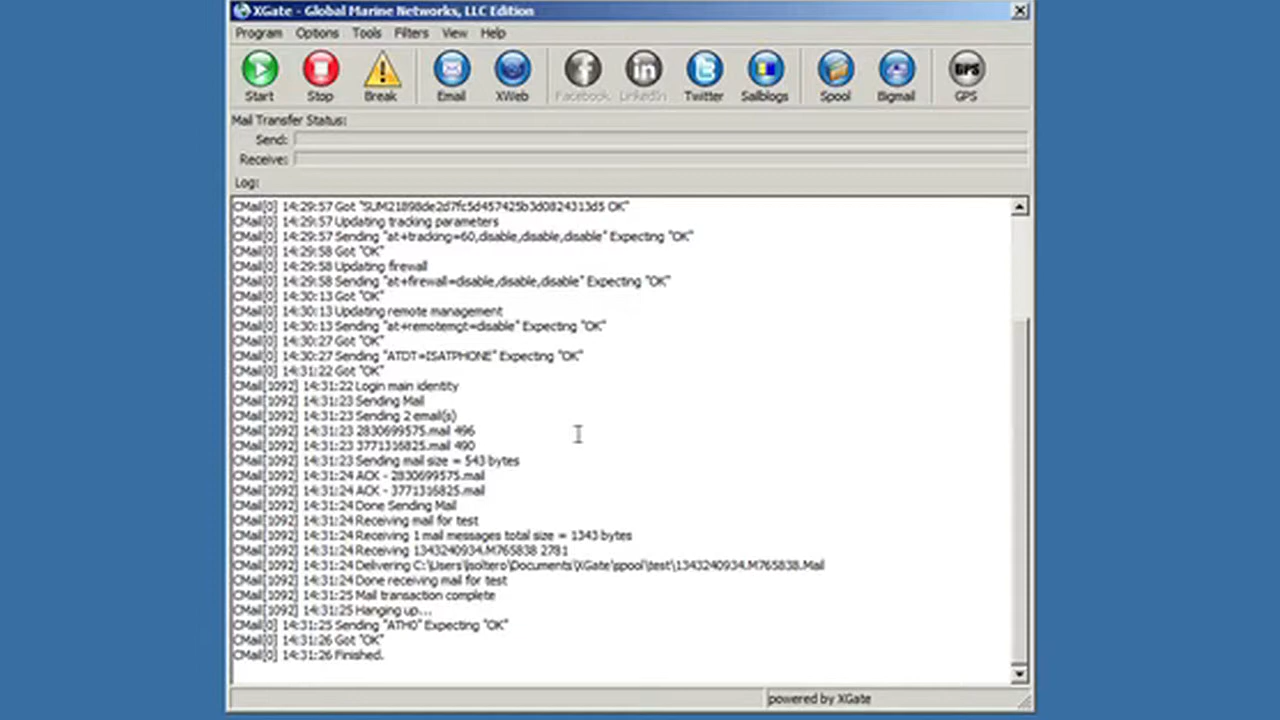 XGate - Global Marine Networks, LLC Edition
Program Options Tools Filters View Help
Start Stop Break Email XWeb Facebook LinkedIn Twitter Sailblogs Spool Bigmail GPS
GPS
Mail Transfer Status:
Send:
Receive:
Log:
CMail[0] 14:29:57 Got "SUM21898de2d7fc5d457425b3d0824313d5 OK"
CMail[0] 14:29:57 Updating tracking parameters
CMail[0] 14:29:57 Sending "at+tracking=60,disable,disable,disable" Expecting "OK"
CMail[0] 14:29:58 Got "OK"
CMail[0] 14:29:58 Updating firewall
CMail[0] 14:29:58 Sending "at+firewall=disable,disable,disable" Expecting "OK"
CMail[0] 14:30:13 Got "OK"
CMail[0] 14:30:13 Updating remote management
CMail[0] 14:30:13 Sending "at+remotemgt=disable" Expecting "OK"
CMail[0] 14:30:27 Got "OK"
CMail[0] 14:30:27 Sending "ATDT=ISATPHONE" Expecting "OK"
CMail[0] 14:31:22 Got "OK"
CMail[1092] 14:31:22 Login main identity
CMail[1092] 14:31:23 Sending Mail
CMail[1092] 14:31:23 Sending 2 email(s)
CMail[1092] 14:31:23 2830699575.mail 496
CMail[1092] 14:31:23 3771316825.mail 490
CMail[1092] 14:31:23 Sending mail size = 543 bytes
CMail[1092] 14:31:24 ACK - 2830699575.mail
CMail[1092] 14:31:24 ACK - 3771316825.mail
CMail[1092] 14:31:24 Done Sending Mail
CMail[1092] 14:31:24 Receiving mail for test
CMail[1092] 14:31:24 Receiving 1 mail messages total size = 1343 bytes
CMail[1092] 14:31:24 Receiving 1343240934.M765838 2781
CMail[1092] 14:31:24 Delivering C:\Users\lsoltero\Documents\XGate\spool\test\1343240934.M765838.Mail
CMail[1092] 14:31:24 Done receiving mail for test
CMail[1092] 14:31:25 Mail transaction complete
CMail[1092] 14:31:25 Hanging up...
CMail[0] 14:31:25 Sending "ATH0" Expecting "OK"
CMail[0] 14:31:26 Got "OK"
CMail[0] 14:31:26 Finished.
powered by XGate